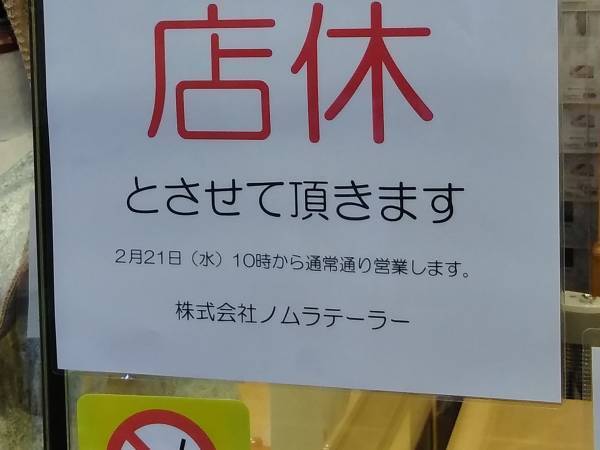 店休
とさせて頂きます
2月21日（水）10時から通常通り営業します。
株式会社ノムラテーラー